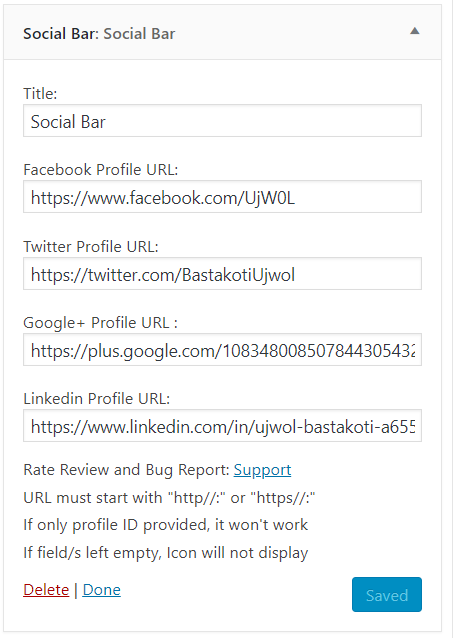 Social Bar: Social Bar
Title:
Social Bar
Facebook Profile URL:
https://www.facebook.com/UjW0L
Twitter Profile URL:
https://twitter.com/BastakotiUjwol
Google+ Profile URL :
https://plus.google.com/108348008507844305432
Linkedin Profile URL:
https://www.linkedin.com/in/ujwol-bastakoti-a655
Rate Review and Bug Report: Support
URL must start with "http//:" or "https//:"
If only profile ID provided, it won't work
If field/s left empty, Icon will not display
Delete | Done
Saved